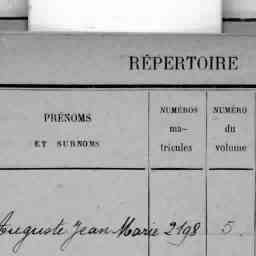 RÉPERTOIRE
PRÉNOMS
ET SURNOMS
NUMÉROS
ma-
tricules
NUMÉRO
du
volume
Auguste Jean Marie 2198 5